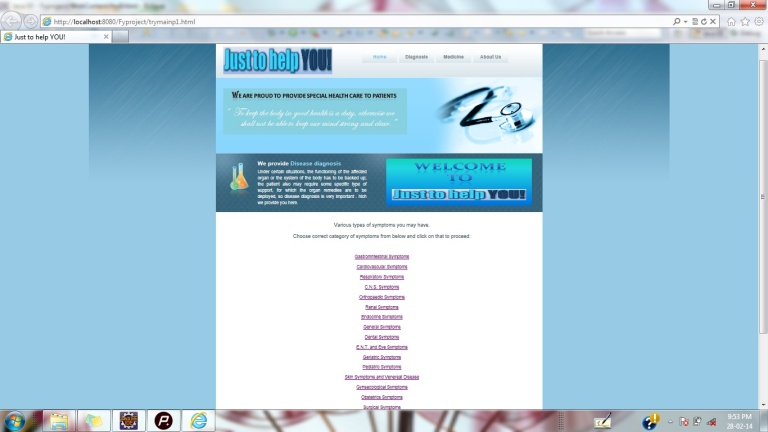 http://localhost:8080/Fyproject/trymainp1.html
Just to help YOU!
Just to help YOU!
Home
Diagnosis
Medicine
About Us
WE ARE PROUD TO PROVIDE SPECIAL HEALTH CARE TO PATIENTS
" To keep the body in good health is a duty, otherwise we
shall not be able to keep our mind strong and clear. "
We provide Disease diagnosis
Under certain situations, the functioning of the affected
organ or the system of the body has to be backed up,
the patient also may require some specific type of
support, for which the organ remedies are to be
deployed, so disease diagnosis is very important .
we provide you here.
WELCOME
TO
Just to help YOU!
Various types of symptoms you may have.
Choose correct category of symptoms from below and click on that to proceed:
Gastrointestinal Symptoms
Cardiovascular Symptoms
Respiratory Symptoms
C.N.S. Symptoms
Orthopaedic Symptoms
Renal Symptoms
Endocrine Symptoms
General Symptoms
Dental Symptoms
E.N.T. and Eye Symptoms
Geriatric Symptoms
Pediatric Symptoms
Skin Symptoms and Venereal Disease
Gynaecological Symptoms
Obstetrics Symptoms
Surgical Symptoms
9:53 PM
28-02-14